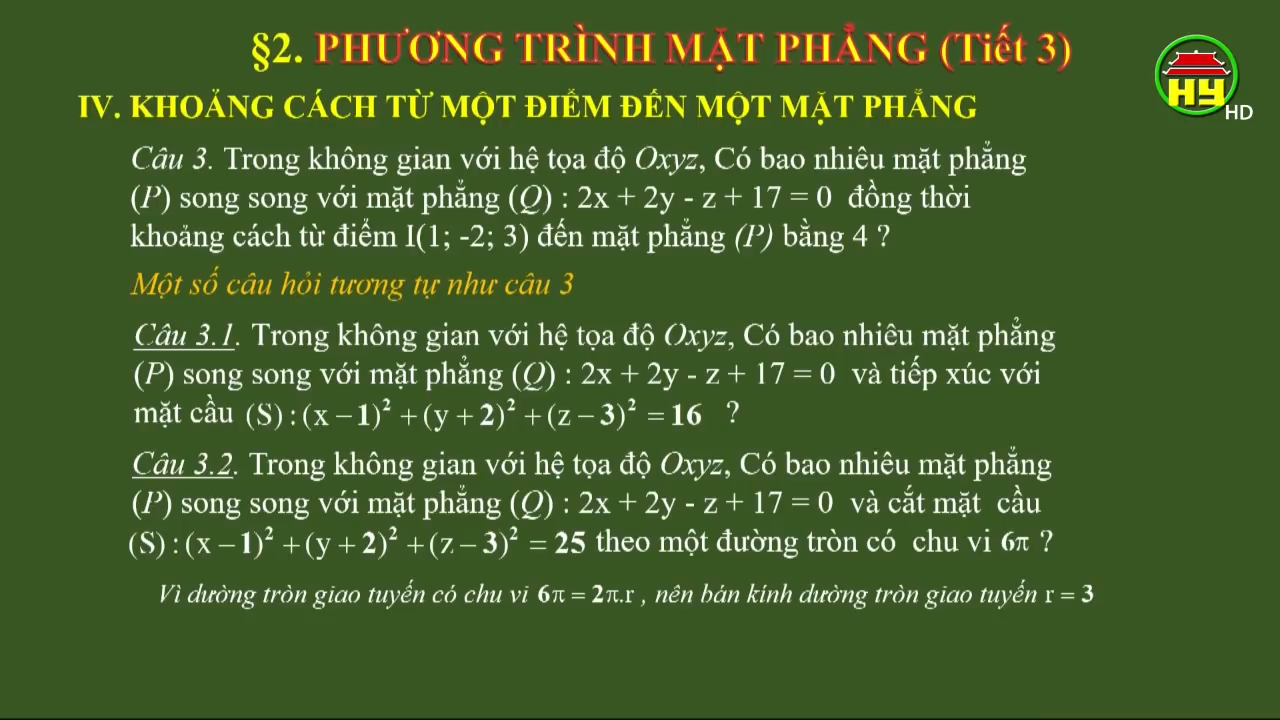 §2. PHƯƠNG TRÌNH MẶT PHẲNG (Tiết 3)
HY HD
IV. KHOẢNG CÁCH TỪ MỘT ĐIỂM ĐẾN MỘT MẶT PHẲNG
Câu 3. Trong không gian với hệ tọa độ Oxyz, Có bao nhiêu mặt phẳng
(P) song song với mặt phẳng (Q) : 2x + 2y - z + 17 = 0 đồng thời
khoảng cách từ điểm I(1; -2; 3) đến mặt phẳng (P) bằng 4 ?
Một số câu hỏi tương tự như câu 3
Câu 3.1. Trong không gian với hệ tọa độ Oxyz, Có bao nhiêu mặt phẳng
(P) song song với mặt phẳng (Q) : 2x + 2y - z + 17 = 0 và tiếp xúc với
mặt cầu (S) : (x − 1)² + (y + 2)² + (z − 3)² = 16 ?
Câu 3.2. Trong không gian với hệ tọa độ Oxyz, Có bao nhiêu mặt phẳng
(P) song song với mặt phẳng (Q) : 2x + 2y - z + 17 = 0 và cắt mặt cầu
(S) : (x − 1)² + (y + 2)² + (z − 3)² = 25 theo một đường tròn có chu vi 6π ?
Vì dường tròn giao tuyến có chu vi 6π = 2π.r , nên bán kính dường tròn giao tuyến r = 3